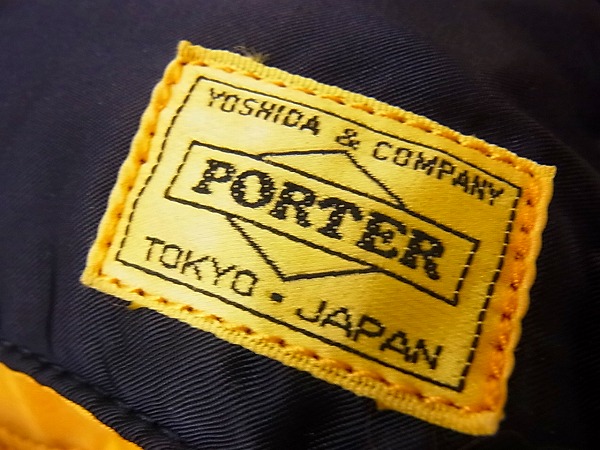 YOSHIDA & COMPANY
PORTER
TOKYO • JAPAN